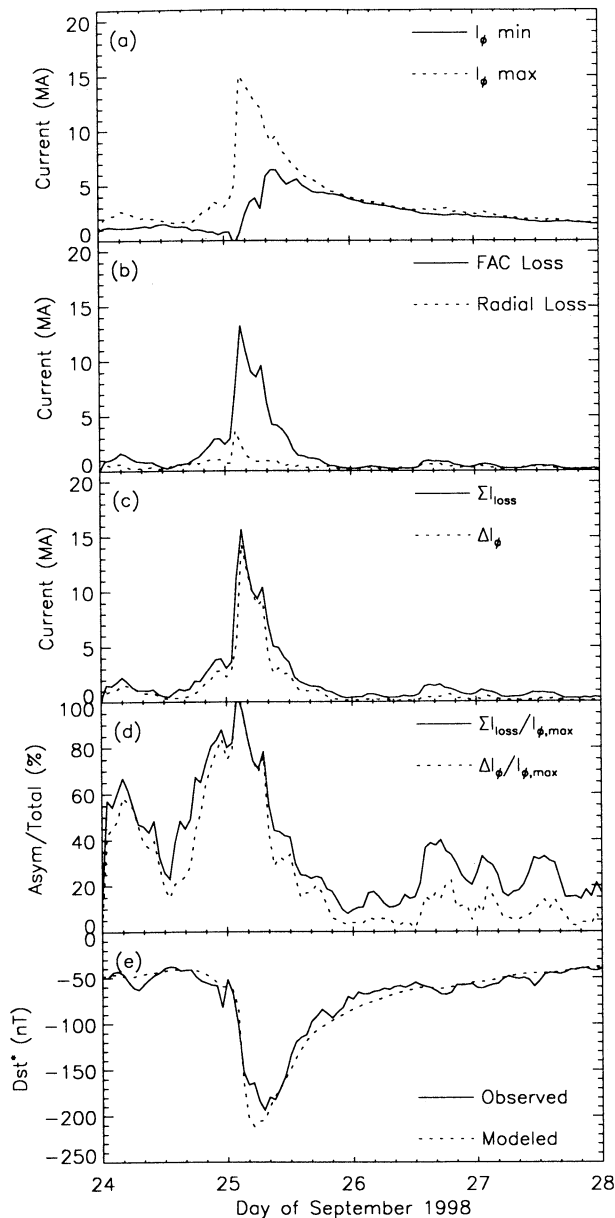 (a)
I_ϕ min
I_ϕ max
Current (MA)
20
15
10
5
0
(b)
FAC Loss
Radial Loss
Current (MA)
20
15
10
5
0
(c)
ΣI_loss
ΔI_ϕ
Current (MA)
20
15
10
5
0
(d)
ΣI_loss/I_ϕ,max
ΔI_ϕ/I_ϕ,max
Asym/Total (%)
100
80
60
40
20
0
(e)
Observed
Modeled
Dst* (nT)
0
-50
-100
-150
-200
-250
24 25 26 27 28
Day of September 1998